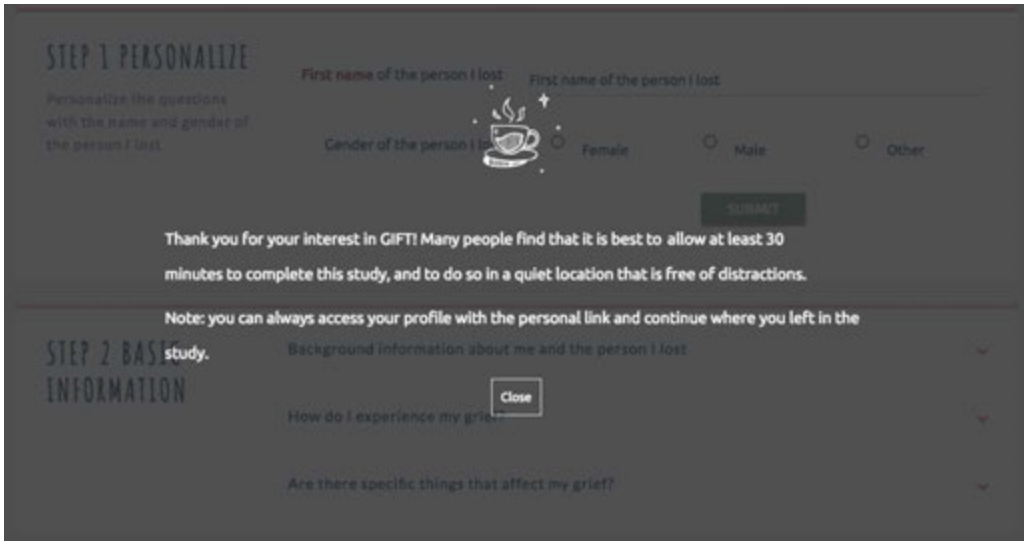 STEP 1 PERSONALIZE
Personalize the questions
with the name and gender of
the person I lost
First name of the person I lost
First name of the person I lost
Gender of the person I
Female
Male
Other
SUBMIT
Thank you for your interest in GIFT! Many people find that it is best to allow at least 30
minutes to complete this study, and to do so in a quiet location that is free of distractions.
Note: you can always access your profile with the personal link and continue where you left in the
study.
Close
STEP 2 BASIC
INFORMATION
Background information about me and the person I lost
How do I experience my grief?
Are there specific things that affect my grief?